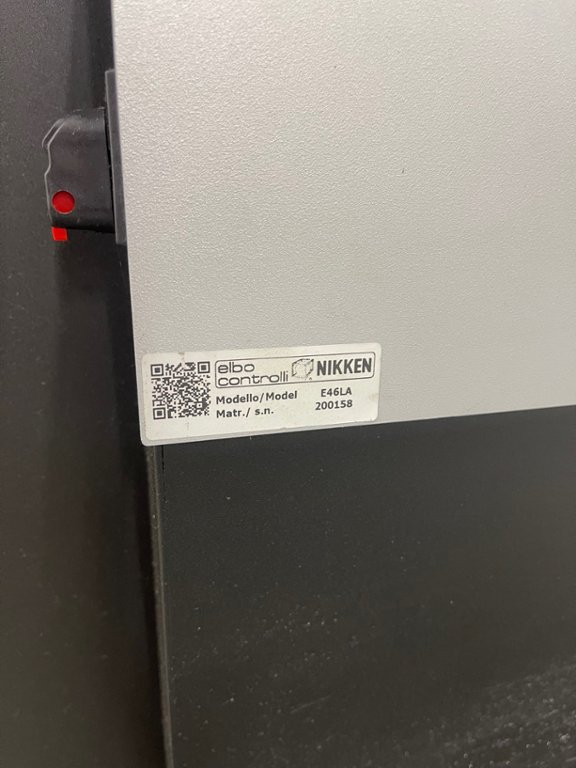 elbo controlli NIKKEN
Modello/Model E46LA
Matr./ s.n. 200158